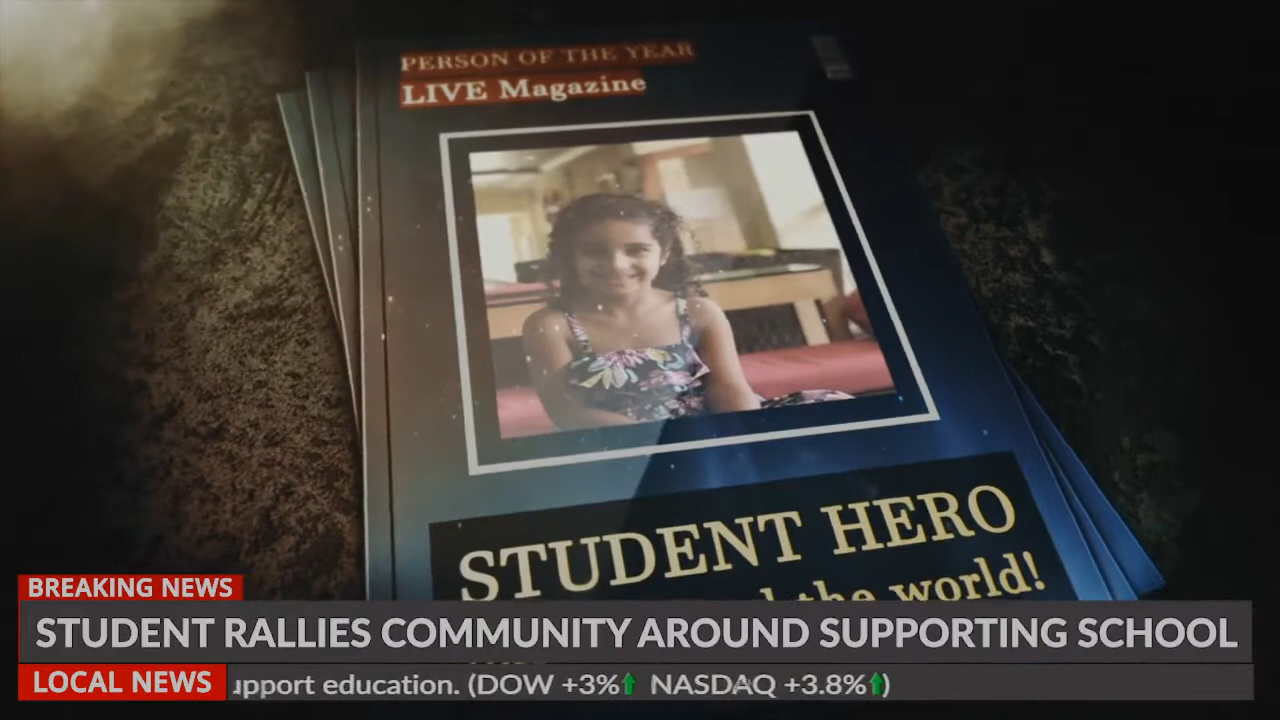 PERSON OF THE YEAR
LIVE Magazine
STUDENT HERO
the world!
BREAKING NEWS
STUDENT RALLIES COMMUNITY AROUND SUPPORTING SCHOOL
LOCAL NEWS
upport education. (DOW +3%⬆ NASDAQ +3.8%⬆)